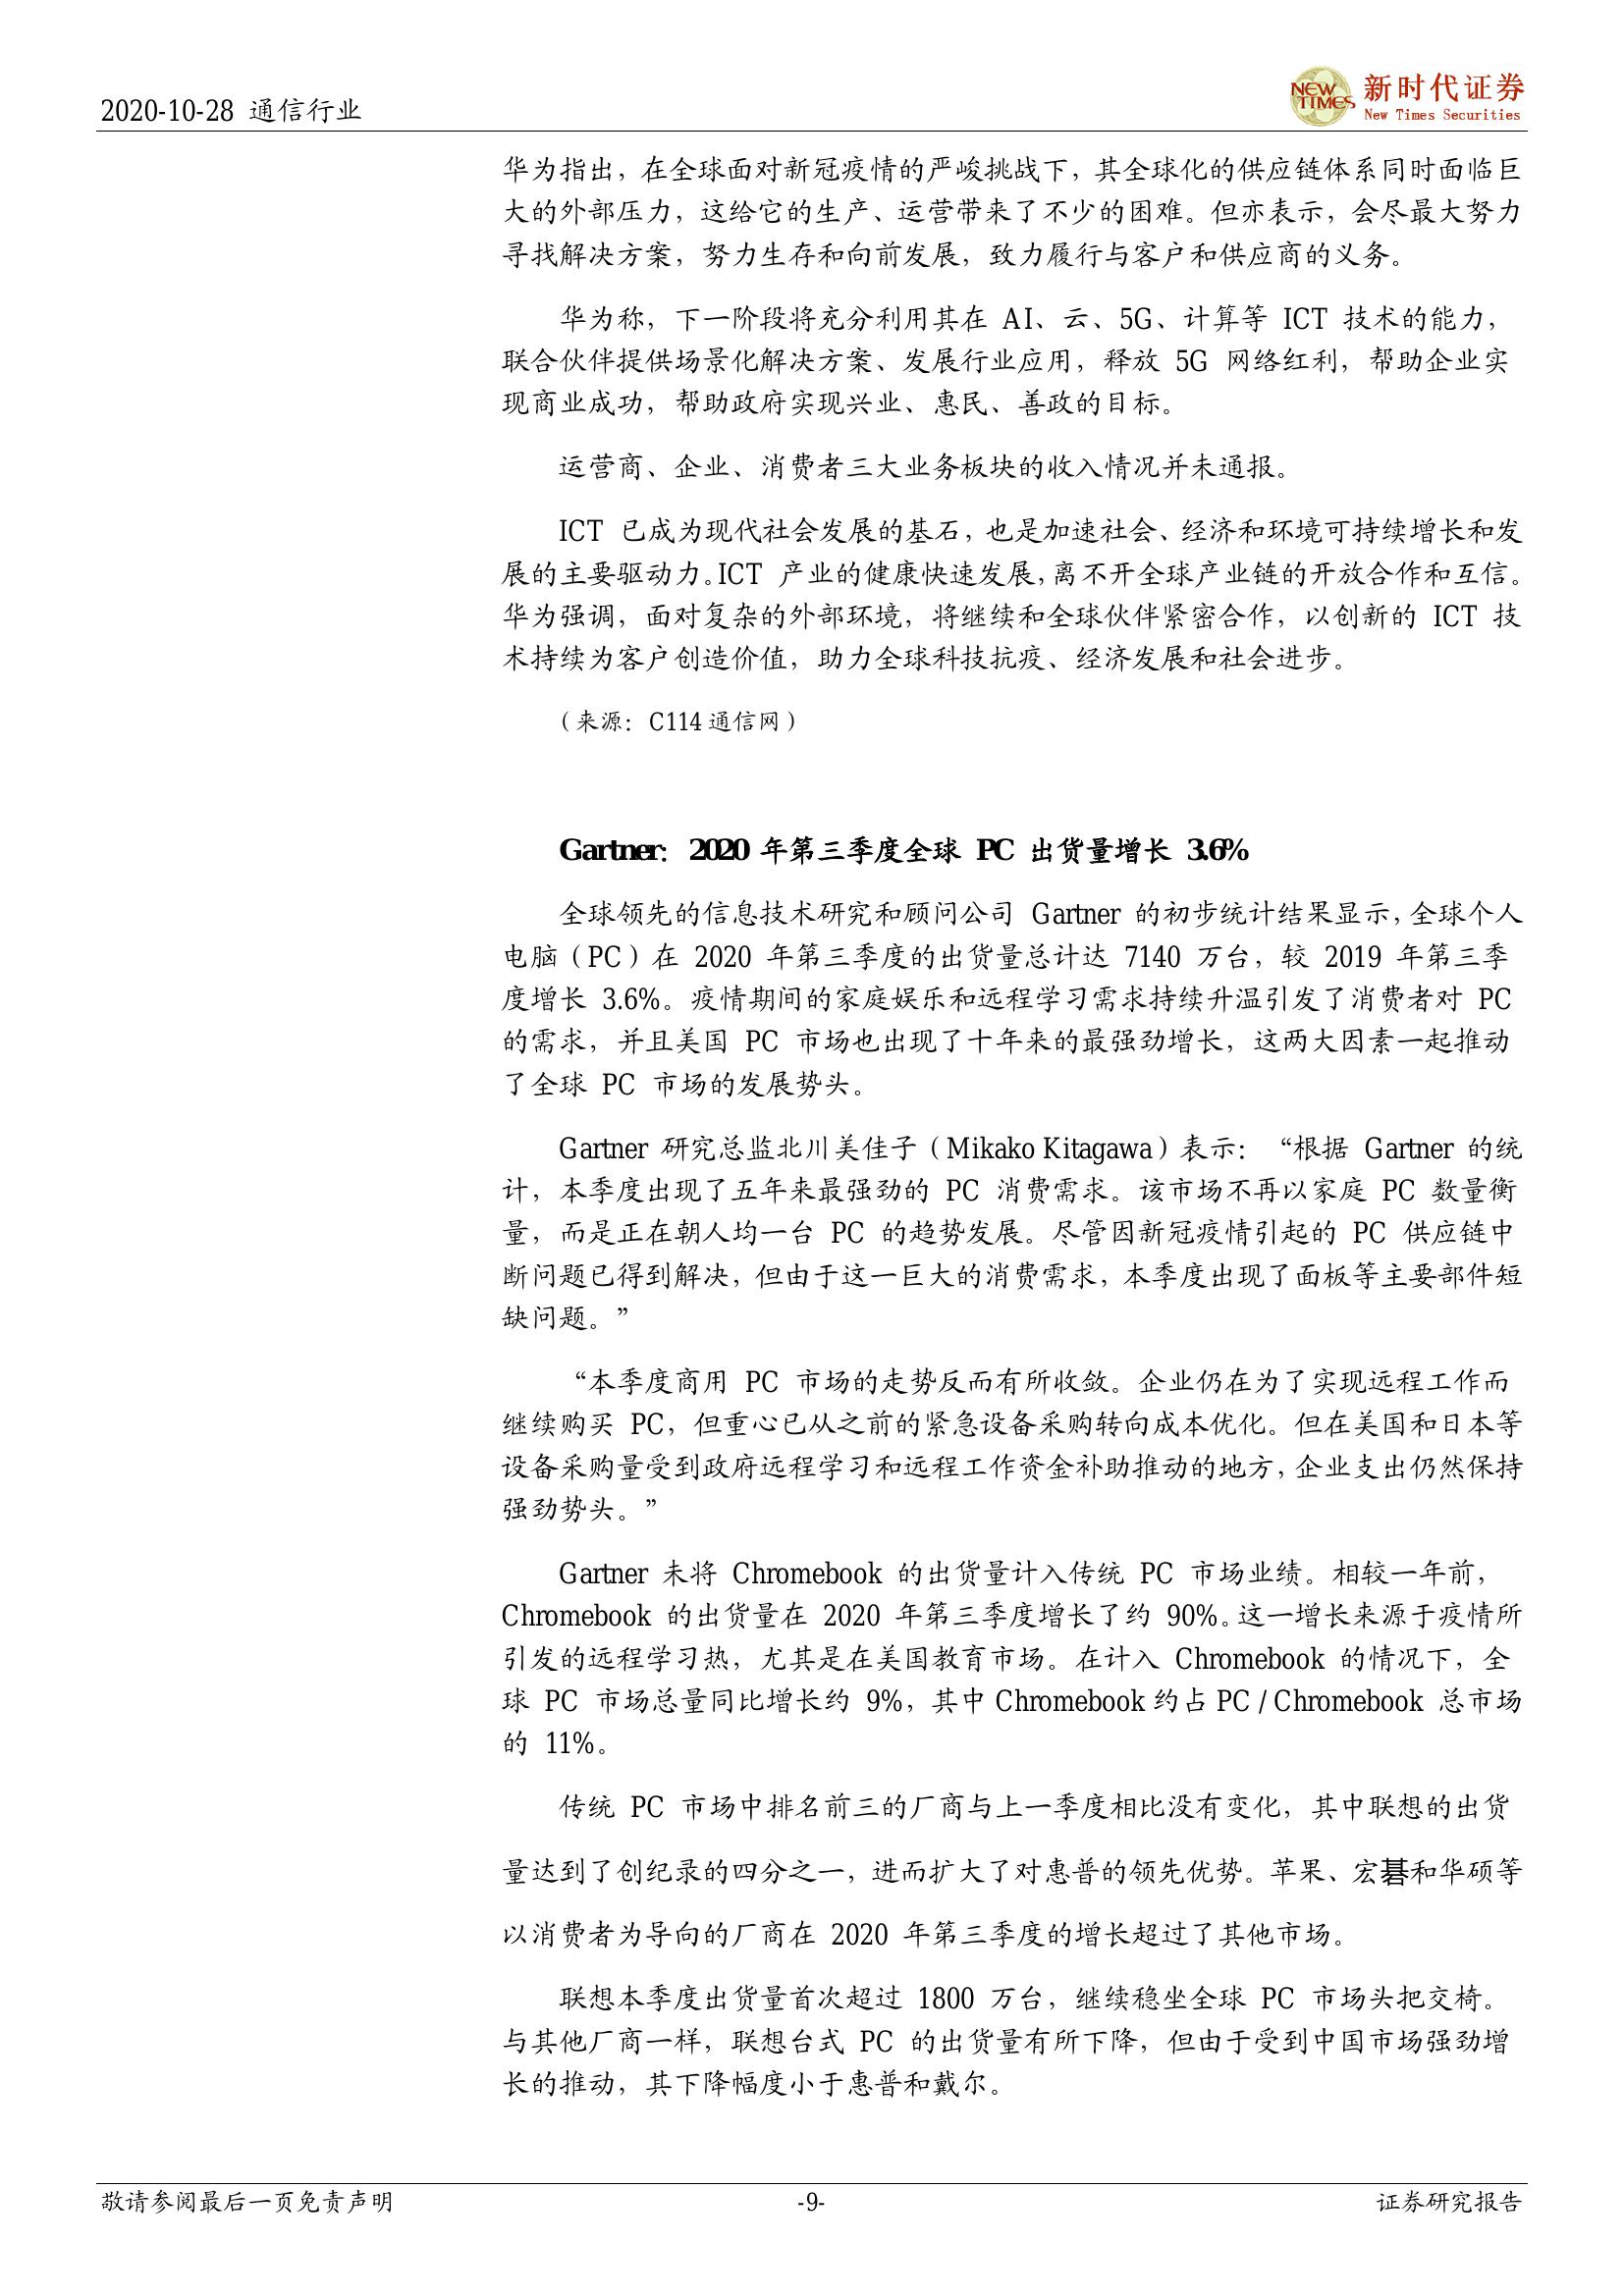 2020-10-28 通信行业
NEW TIMES 新时代证券
New Times Securities
华为指出，在全球面对新冠疫情的严峻挑战下，其全球化的供应链体系同时面临巨
大的外部压力，这给它的生产、运营带来了不少的困难。但亦表示，会尽最大努力
寻找解决方案，努力生存和向前发展，致力履行与客户和供应商的义务。
华为称，下一阶段将充分利用其在 AI、云、5G、计算等 ICT 技术的能力，
联合伙伴提供场景化解决方案、发展行业应用，释放 5G 网络红利，帮助企业实
现商业成功，帮助政府实现兴业、惠民、善政的目标。
运营商、企业、消费者三大业务板块的收入情况并未通报。
ICT 已成为现代社会发展的基石，也是加速社会、经济和环境可持续增长和发
展的主要驱动力。ICT 产业的健康快速发展，离不开全球产业链的开放合作和互信。
华为强调，面对复杂的外部环境，将继续和全球伙伴紧密合作，以创新的 ICT 技
术持续为客户创造价值，助力全球科技抗疫、经济发展和社会进步。
（来源：C114 通信网）
Gartner：2020 年第三季度全球 PC 出货量增长 3.6%
全球领先的信息技术研究和顾问公司 Gartner 的初步统计结果显示，全球个人
电脑（PC）在 2020 年第三季度的出货量总计达 7140 万台，较 2019 年第三季
度增长 3.6%。疫情期间的家庭娱乐和远程学习需求持续升温引发了消费者对 PC
的需求，并且美国 PC 市场也出现了十年来的最强劲增长，这两大因素一起推动
了全球 PC 市场的发展势头。
Gartner 研究总监北川美佳子（Mikako Kitagawa）表示：“根据 Gartner 的统
计，本季度出现了五年来最强劲的 PC 消费需求。该市场不再以家庭 PC 数量衡
量，而是正在朝人均一台 PC 的趋势发展。尽管因新冠疫情引起的 PC 供应链中
断问题已得到解决，但由于这一巨大的消费需求，本季度出现了面板等主要部件短
缺问题。”
“本季度商用 PC 市场的走势反而有所收敛。企业仍在为了实现远程工作而
继续购买 PC，但重心已从之前的紧急设备采购转向成本优化。但在美国和日本等
设备采购量受到政府远程学习和远程工作资金补助推动的地方，企业支出仍然保持
强劲势头。”
Gartner 未将 Chromebook 的出货量计入传统 PC 市场业绩。相较一年前，
Chromebook 的出货量在 2020 年第三季度增长了约 90%。这一增长来源于疫情所
引发的远程学习热，尤其是在美国教育市场。在计入 Chromebook 的情况下，全
球 PC 市场总量同比增长约 9%，其中 Chromebook 约占 PC / Chromebook 总市场
的 11%。
传统 PC 市场中排名前三的厂商与上一季度相比没有变化，其中联想的出货
量达到了创纪录的四分之一，进而扩大了对惠普的领先优势。苹果、宏碁和华硕等
以消费者为导向的厂商在 2020 年第三季度的增长超过了其他市场。
联想本季度出货量首次超过 1800 万台，继续稳坐全球 PC 市场头把交椅。
与其他厂商一样，联想台式 PC 的出货量有所下降，但由于受到中国市场强劲增
长的推动，其下降幅度小于惠普和戴尔。
敬请参阅最后一页免责声明 -9- 证券研究报告